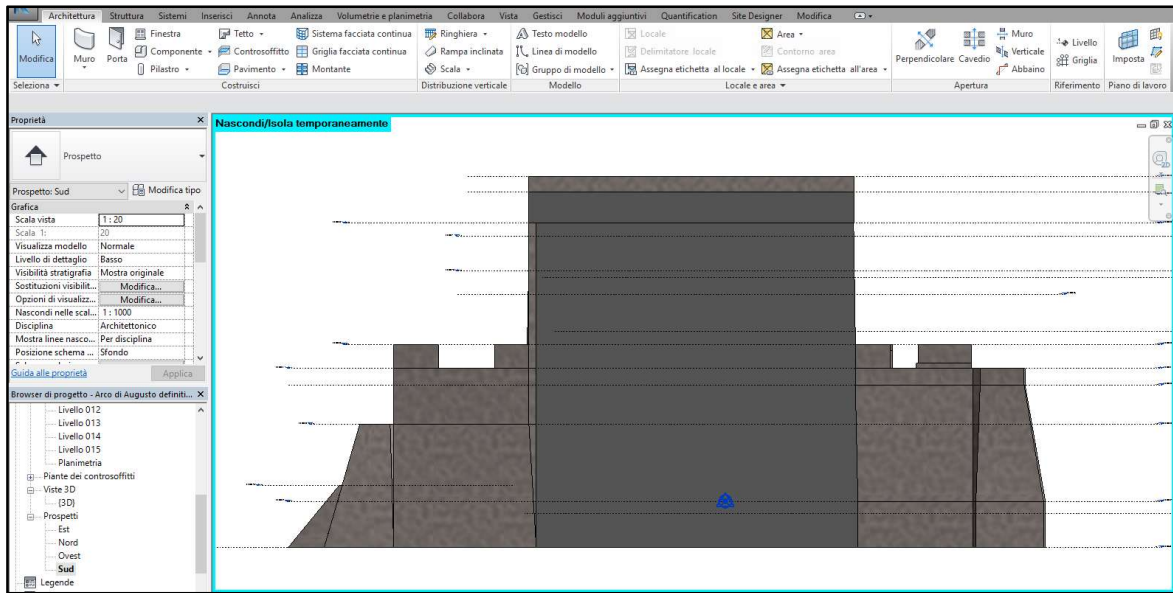 Architettura Struttura Sistemi Inserisci Annota Analizza Volumetrie e planimetria Collabora Vista Gestisci Moduli aggiuntivi Quantification Site Designer Modifica
Modifica
Muro
Porta
Finestra
Componente
Pilastro
Tetto
Controsoffitto
Pavimento
Sistema facciata continua
Griglia facciata continua
Montante
Ringhiera
Rampa inclinata
Scala
Testo modello
Linea di modello
Gruppo di modello
Locale
Delimitatore locale
Assegna etichetta al locale
Area
Contorno area
Assegna etichetta all'area
Perpendicolare
Cavedio
Muro
Verticale
Abbaino
Livello
Griglia
Imposta
Seleziona Costruisci Distribuzione verticale Modello Locale e area Apertura Riferimento Piano di lavoro
Proprietà
Prospetto
Prospetto: Sud Modifica tipo
Grafica
Scala vista 1 : 20
Scala 1: 20
Visualizza modello Normale
Livello di dettaglio Basso
Visibilità stratigrafia Mostra originale
Sostituzioni visibilit... Modifica...
Opzioni di visualizz... Modifica...
Nascondi nelle scal... 1 : 1000
Disciplina Architettonico
Mostra linee nasco... Per disciplina
Posizione schema ... Sfondo
Guida alle proprietà Applica
Browser di progetto - Arco di Augusto definiti...
Livello 012
Livello 013
Livello 014
Livello 015
Planimetria
Piante dei controsoffitti
Viste 3D
{3D}
Prospetti
Est
Nord
Ovest
Sud
Legende
Nascondi/Isola temporaneamente